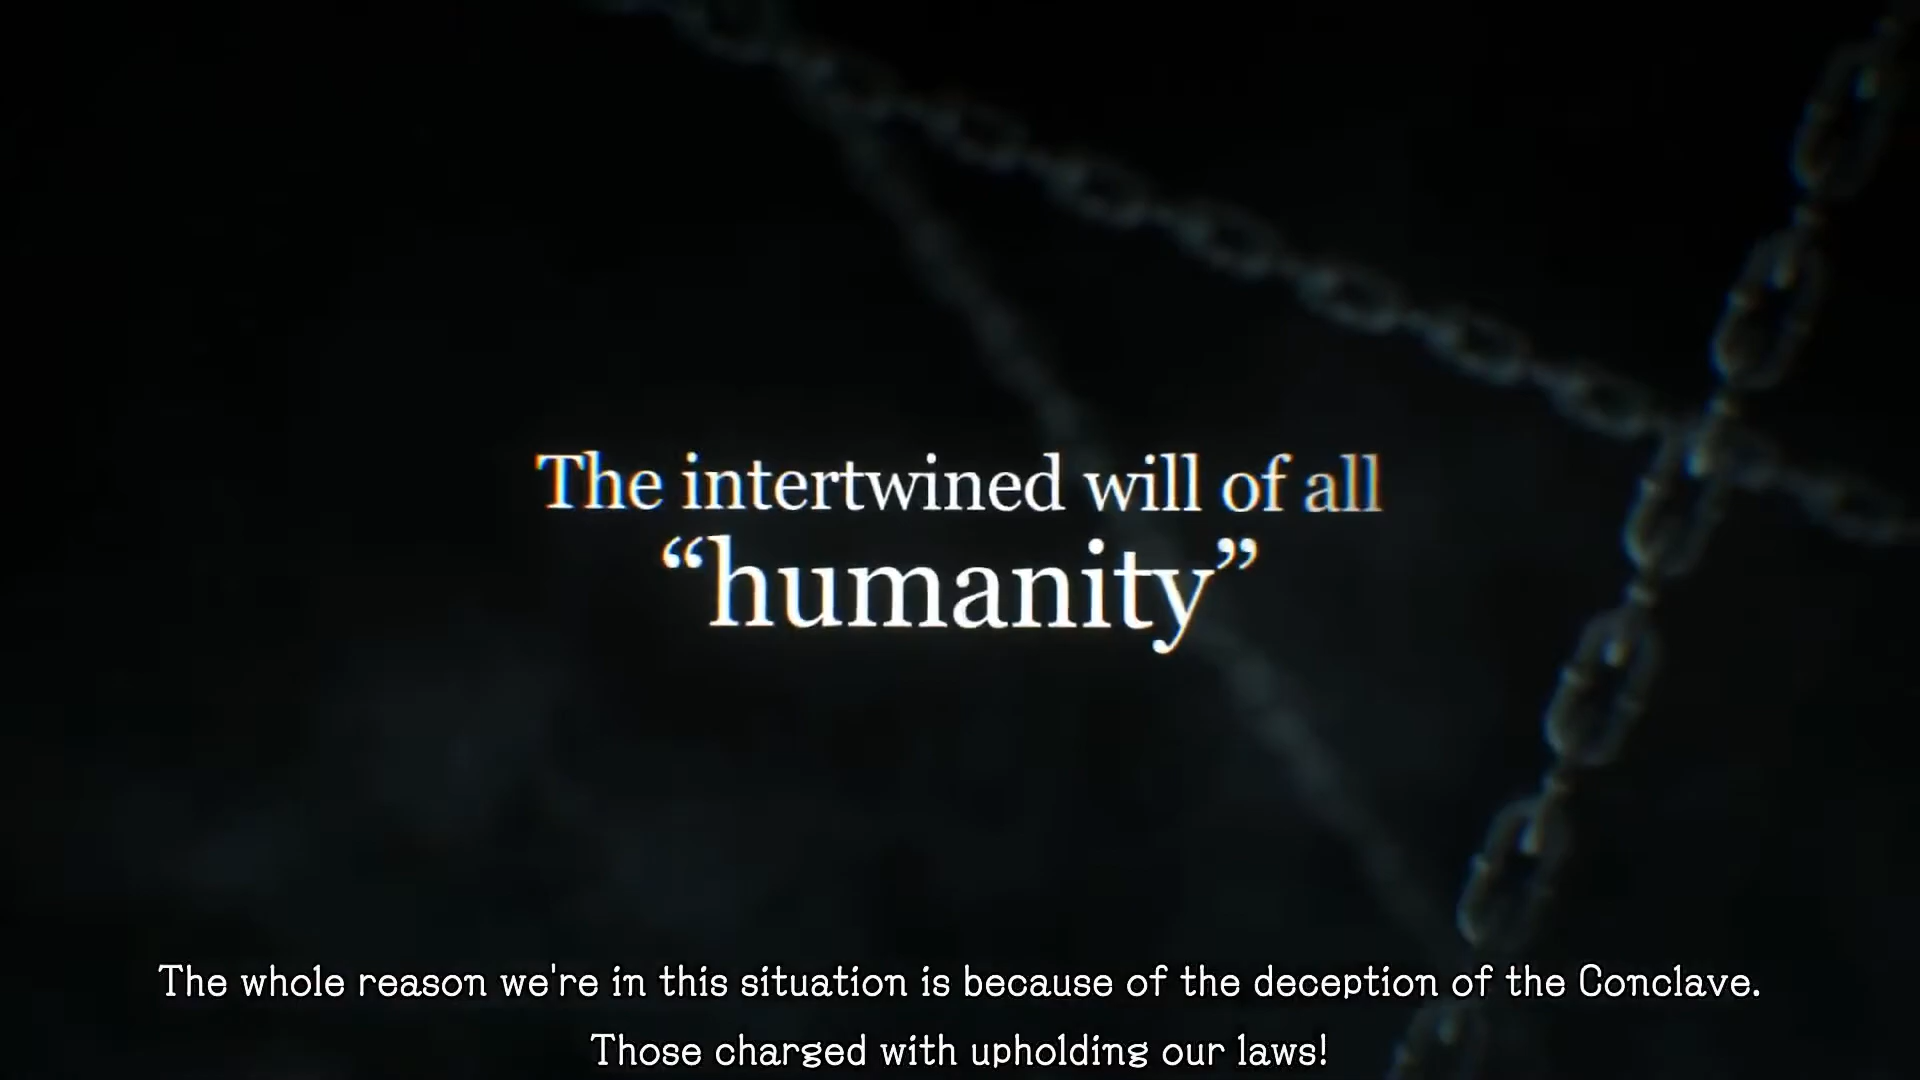 The intertwined will of all
“humanity”
The whole reason we're in this situation is because of the deception of the Conclave.
Those charged with upholding our laws!